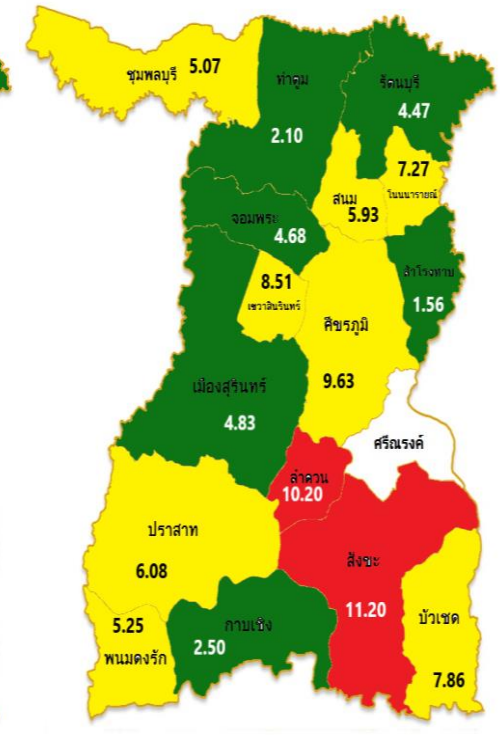 ชุมพลบุรี 5.07
ท่าตูม
2.10
รัตนบุรี
4.47
7.27
โนนนารายณ์
สนม
5.93
จอมพระ
4.68
สำโรงทาบ
1.56
8.51
เขวาสินรินทร์
ศีขรภูมิ
9.63
เมืองสุรินทร์
4.83
ศรีณรงค์
ลำดวน
10.20
ปราสาท
6.08
สังขะ
11.20
บัวเชด
7.86
กาบเชิง
2.50
5.25
พนมดงรัก